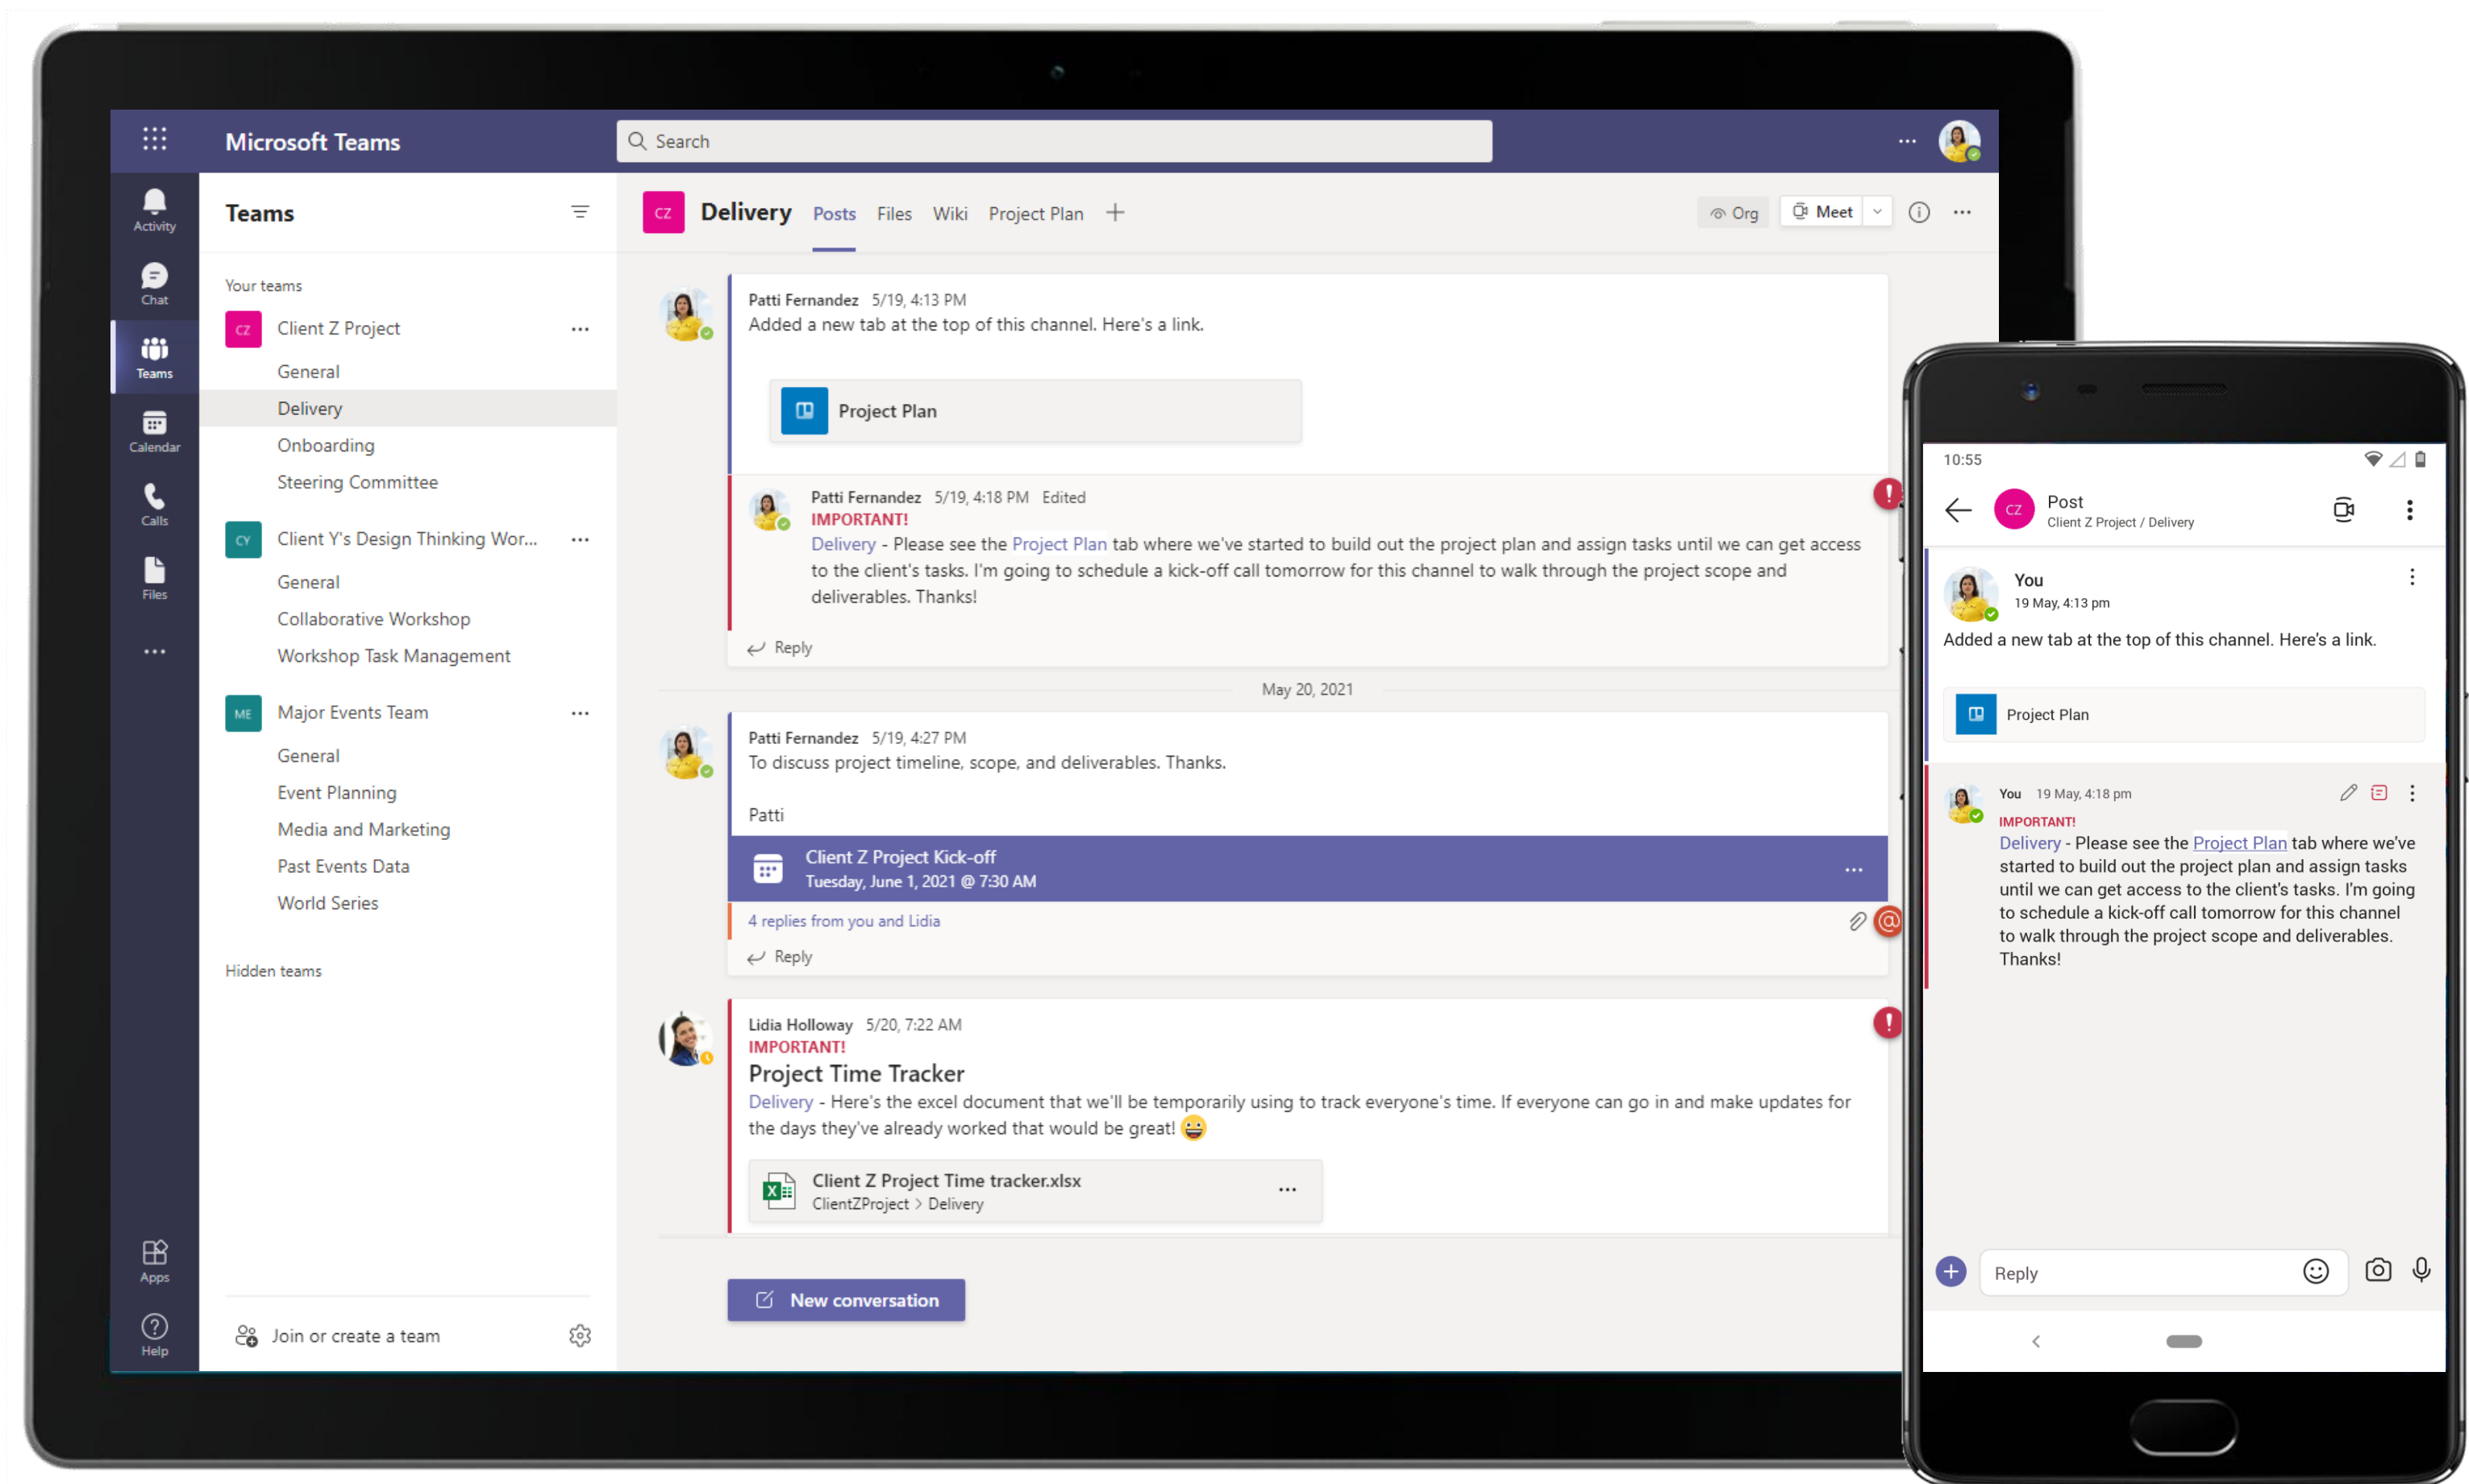 Microsoft Teams
Search
Activity
Chat
Teams
Calendar
Calls
Files
Apps
Help
Teams
Your teams
CZ Client Z Project
General
Delivery
Onboarding
Steering Committee
CY Client Y's Design Thinking Wor...
General
Collaborative Workshop
Workshop Task Management
ME Major Events Team
General
Event Planning
Media and Marketing
Past Events Data
World Series
Hidden teams
Join or create a team
CZ Delivery Posts Files Wiki Project Plan
Org Meet
Patti Fernandez 5/19, 4:13 PM
Added a new tab at the top of this channel. Here's a link.
Project Plan
Patti Fernandez 5/19, 4:18 PM Edited
IMPORTANT!
Delivery - Please see the Project Plan tab where we've started to build out the project plan and assign tasks until we can get access
to the client's tasks. I'm going to schedule a kick-off call tomorrow for this channel to walk through the project scope and
deliverables. Thanks!
Reply
May 20, 2021
Patti Fernandez 5/19, 4:27 PM
To discuss project timeline, scope, and deliverables. Thanks.
Patti
Client Z Project Kick-off
Tuesday, June 1, 2021 @ 7:30 AM
4 replies from you and Lidia
Reply
Lidia Holloway 5/20, 7:22 AM
IMPORTANT!
Project Time Tracker
Delivery - Here's the excel document that we'll be temporarily using to track everyone's time. If everyone can go in and make updates for
the days they've already worked that would be great!
Client Z Project Time tracker.xlsx
ClientZProject > Delivery
New conversation
10:55
CZ Post
Client Z Project / Delivery
You
19 May, 4:13 pm
Added a new tab at the top of this channel. Here's a link.
Project Plan
You 19 May, 4:18 pm
IMPORTANT!
Delivery - Please see the Project Plan tab where we've
started to build out the project plan and assign tasks
until we can get access to the client's tasks. I'm going
to schedule a kick-off call tomorrow for this channel
to walk through the project scope and deliverables.
Thanks!
Reply